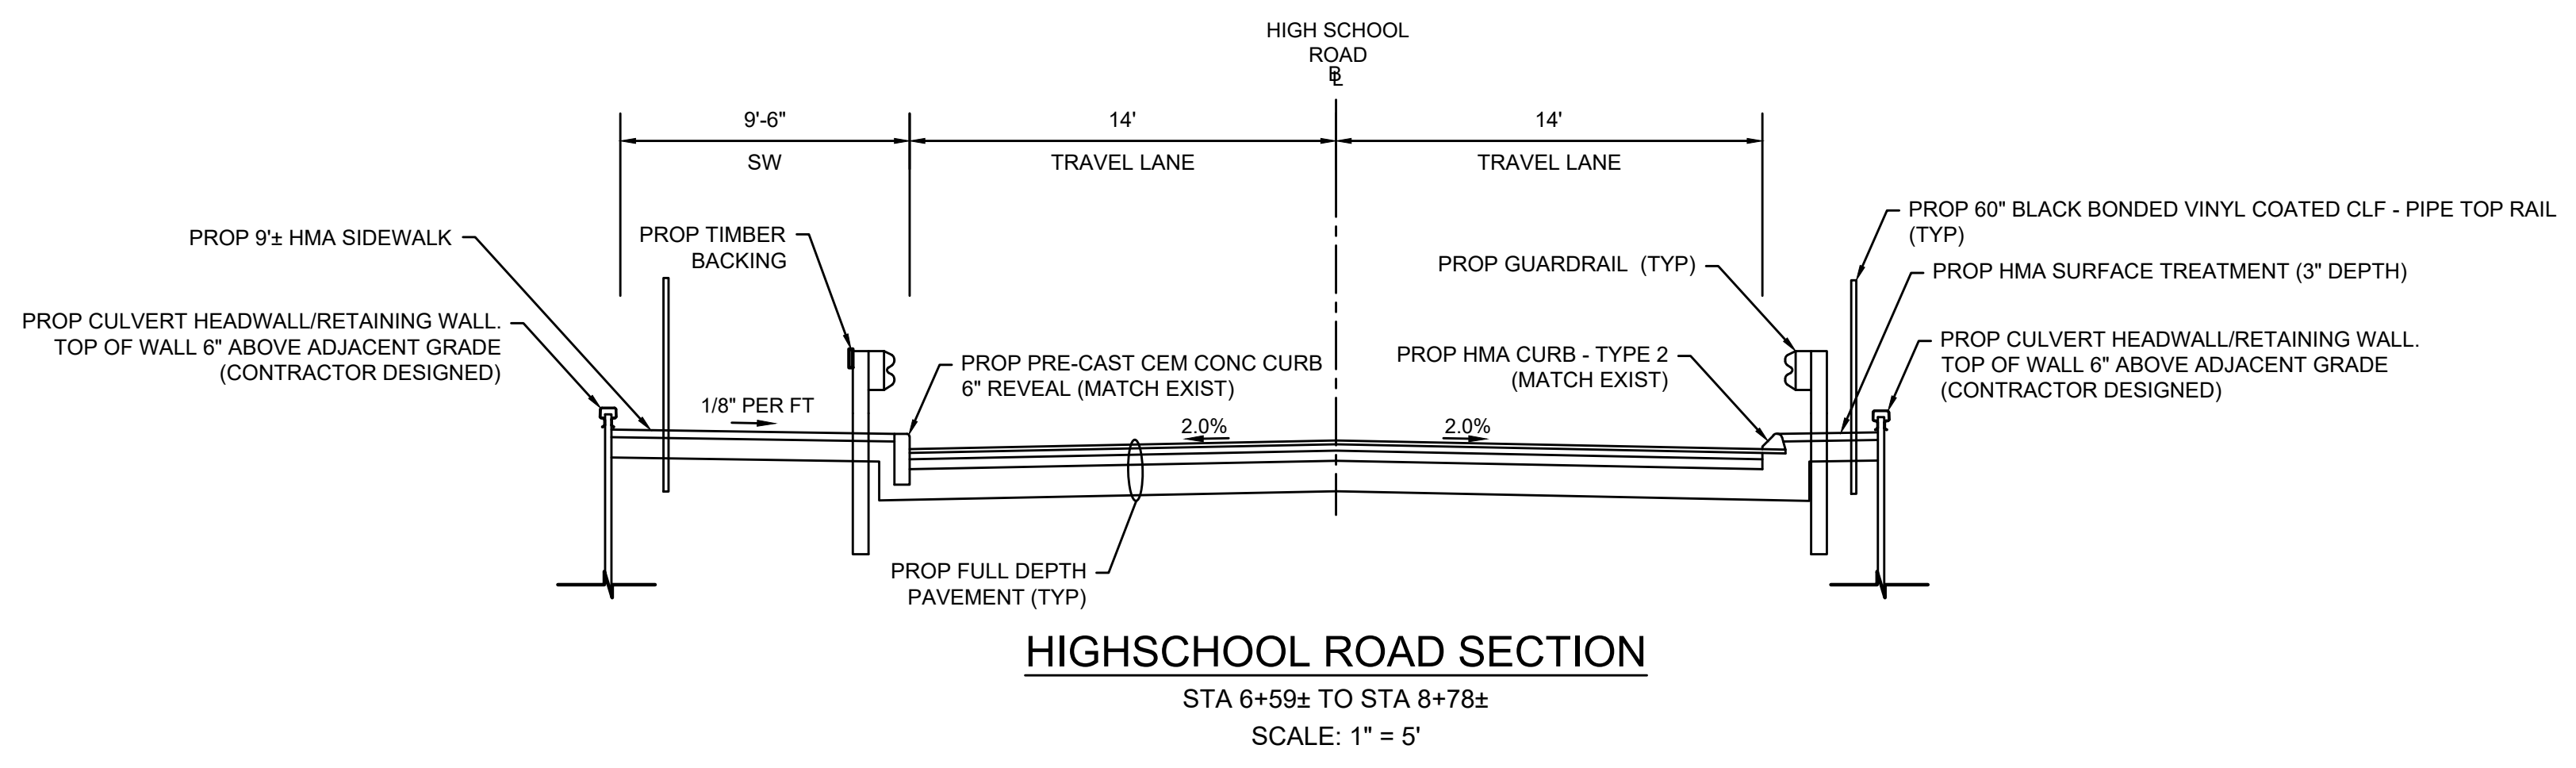 HIGH SCHOOL
ROAD
BL
9'-6"
14'
14'
SW
TRAVEL LANE
TRAVEL LANE
PROP 9'± HMA SIDEWALK
PROP TIMBER
BACKING
PROP GUARDRAIL (TYP)
PROP 60" BLACK BONDED VINYL COATED CLF - PIPE TOP RAIL
(TYP)
PROP HMA SURFACE TREATMENT (3" DEPTH)
PROP CULVERT HEADWALL/RETAINING WALL.
TOP OF WALL 6" ABOVE ADJACENT GRADE
(CONTRACTOR DESIGNED)
PROP PRE-CAST CEM CONC CURB
6" REVEAL (MATCH EXIST)
PROP HMA CURB - TYPE 2
(MATCH EXIST)
PROP CULVERT HEADWALL/RETAINING WALL.
TOP OF WALL 6" ABOVE ADJACENT GRADE
(CONTRACTOR DESIGNED)
1/8" PER FT
2.0%
2.0%
PROP FULL DEPTH
PAVEMENT (TYP)
HIGHSCHOOL ROAD SECTION
STA 6+59± TO STA 8+78±
SCALE: 1" = 5'